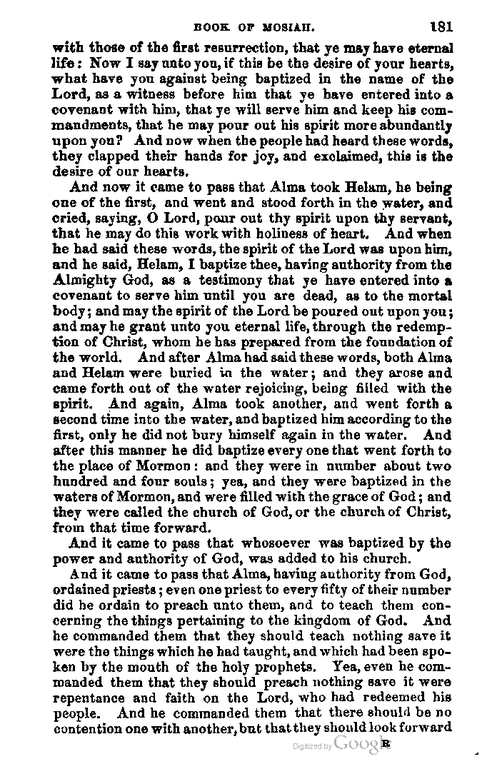 BOOK OF MOSIAH. 181
with those of the first resurrection, that ye may have eternal
life: Now I say unto you, if this be the desire of your hearts,
what have you against being baptized in the name of the
Lord, as a witness before him that ye have entered into a
covenant with him, that ye will serve him and keep his com-
mandments, that he may pour out his spirit more abundantly
upon you? And now when the people had heard these words,
they clapped their hands for joy, and exclaimed, this is the
desire of our hearts.
And now it came to pass that Alma took Helam, he being
one of the first, and went and stood forth in the water, and
cried, saying, O Lord, pour out thy spirit upon thy servant,
that he may do this work with holiness of heart. And when
he had said these words, the spirit of the Lord was upon him,
and he said, Helam, I baptize thee, having authority from the
Almighty God, as a testimony that ye have entered into a
covenant to serve him until you are dead, as to the mortal
body; and may the spirit of the Lord be poured out upon you;
and may he grant unto you eternal life, through the redemp-
tion of Christ, whom he has prepared from the foundation of
the world. And after Alma had said these words, both Alma
and Helam were buried in the water; and they arose and
came forth out of the water rejoicing, being filled with the
spirit. And again, Alma took another, and went forth a
second time into the water, and baptized him according to the
first, only he did not bury himself again in the water. And
after this manner he did baptize every one that went forth to
the place of Mormon: and they were in number about two
hundred and four souls; yea, and they were baptized in the
waters of Mormon, and were filled with the grace of God; and
they were called the church of God, or the church of Christ,
from that time forward.
And it came to pass that whosoever was baptized by the
power and authority of God, was added to his church.
And it came to pass that Alma, having authority from God,
ordained priests; even one priest to every fifty of their number
did he ordain to preach unto them, and to teach them con-
cerning the things pertaining to the kingdom of God. And
he commanded them that they should teach nothing save it
were the things which he had taught, and which had been spo-
ken by the mouth of the holy prophets. Yea, even he com-
manded them that they should preach nothing save it were
repentance and faith on the Lord, who had redeemed his
people. And he commanded them that there should be no
contention one with another, but that they should look forward
Digitized by Google R